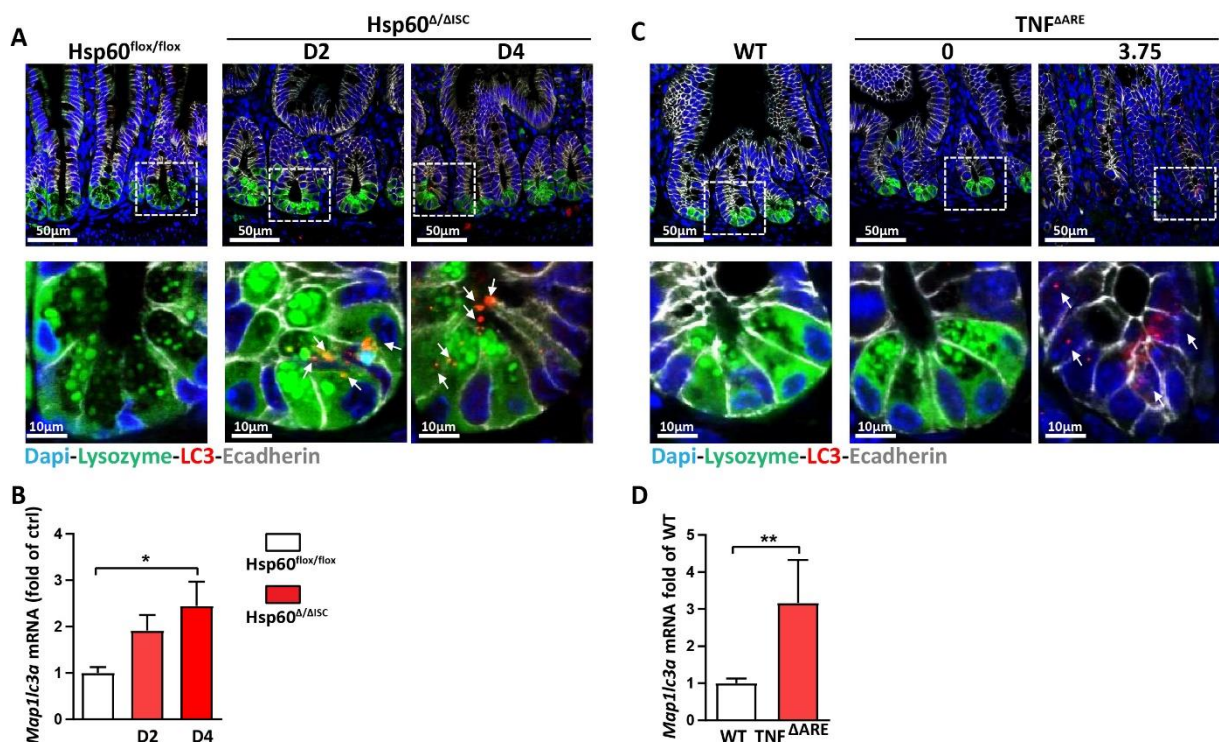 A
Hsp60flox/flox
Hsp60Δ/ΔISC
D2
D4
50µm
50µm
50µm
10µm
10µm
10µm
Dapi-Lysozyme-LC3-Ecadherin
C
TNFΔARE
WT
0
3.75
50µm
50µm
50µm
10µm
10µm
10µm
Dapi-Lysozyme-LC3-Ecadherin
B
Map1lc3a mRNA (fold of ctrl)
4
3
2
1
0
*
D2
D4
Hsp60flox/flox
Hsp60Δ/ΔISC
D
Map1lc3a mRNA fold of WT
5
4
3
2
1
0
**
WT TNFΔARE